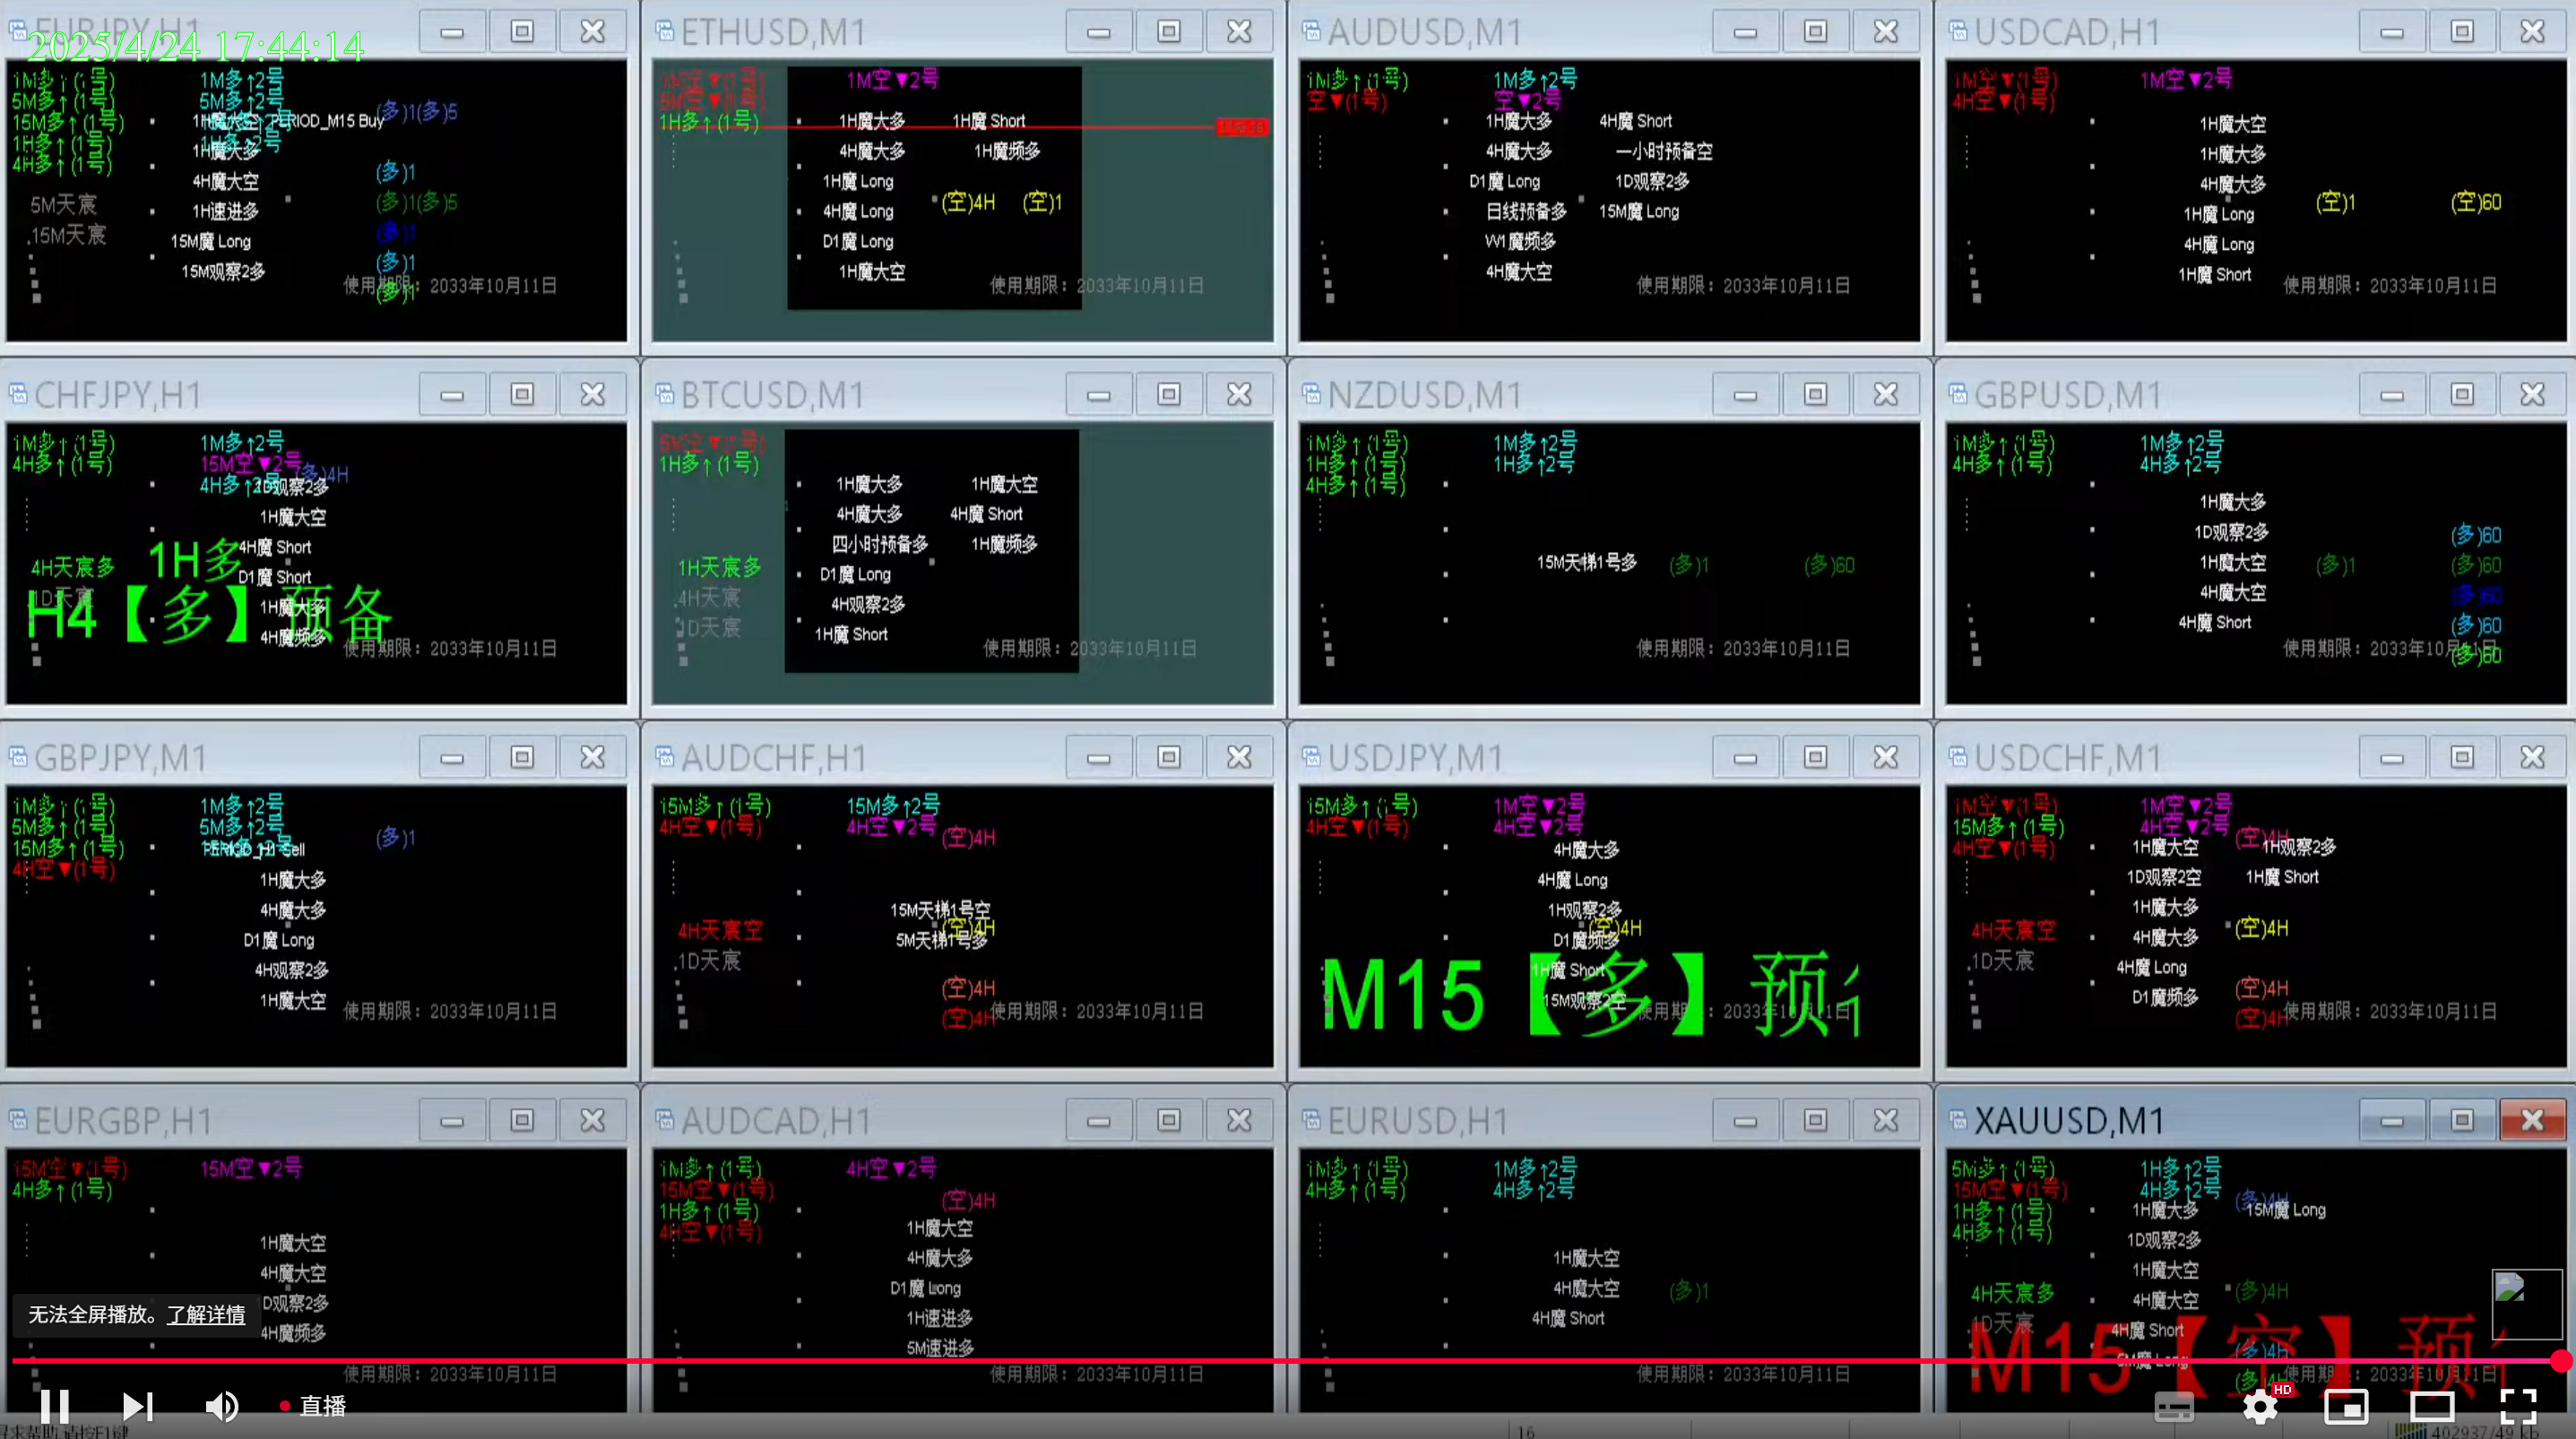 EURJPY,H1
2025/4/24 17:44:14
1M多↑(1号)
5M多↑(1号)
15M多↑(1号)
1H多↑(1号)
4H多↑(1号)
1M多↑2号
5M多↑2号
PERIOD_M15 Buy
(多)1(多)5
1H魔大多
4H魔大空
1H速进多
15M魔 Long
15M观察2多
(多)1
(多)1(多)5
(多)1
(多)1
(多)1
5M天宸
15M天宸
使用期限：2033年10月11日
ETHUSD,M1
1M空▼(1号)
5M空▼(1号)
1H多↑(1号)
1M空▼2号
1H魔大多
1H魔 Short
4H魔大多
1H魔频多
1H魔 Long
4H魔 Long
(空)4H
(空)1
D1魔 Long
1H魔大空
使用期限：2033年10月11日
AUDUSD,M1
1M多↑(1号)
空▼(1号)
1M多↑2号
空▼2号
1H魔大多
4H魔 Short
4H魔大多
一小时预备空
D1魔 Long
1D观察2多
日线预备多
15M魔 Long
W1魔频多
4H魔大空
使用期限：2033年10月11日
USDCAD,H1
1M空▼(1号)
4H空▼(1号)
1M空▼2号
1H魔大空
1H魔大多
4H魔大多
1H魔 Long
4H魔 Long
1H魔 Short
(空)1
(空)60
使用期限：2033年10月11日
CHFJPY,H1
1M多↑(1号)
4H多↑(1号)
1M多↑2号
15M空▼2号
4H多↑2号
(多)4H
1D观察2多
1H魔大空
4H魔 Short
D1魔 Short
1H魔大多
4H魔频多
4H天宸多
1D天宸
1H多
H4【多】预备
使用期限：2033年10月11日
BTCUSD,M1
5M空▼(1号)
1H多↑(1号)
1H魔大多
1H魔大空
4H魔大多
4H魔 Short
四小时预备多
1H魔频多
D1魔 Long
4H观察2多
1H魔 Short
1H天宸多
4H天宸
1D天宸
使用期限：2033年10月11日
NZDUSD,M1
1M多↑(1号)
1H多↑(1号)
4H多↑(1号)
1M多↑2号
1H多↑2号
15M天梯1号多
(多)1
(多)60
使用期限：2033年10月11日
GBPUSD,M1
1M多↑(1号)
4H多↑(1号)
1M多↑2号
4H多↑2号
1H魔大多
1D观察2多
1H魔大空
4H魔大空
4H魔 Short
(多)1
(多)60
(多)60
(多)60
(多)60
(多)60
使用期限：2033年10月11日
GBPJPY,M1
1M多↑(1号)
5M多↑(1号)
15M多↑(1号)
4H空▼(1号)
1M多↑2号
5M多↑2号
(多)1
1H魔大多
4H魔大多
D1魔 Long
4H观察2多
1H魔大空
使用期限：2033年10月11日
AUDCHF,H1
15M多↑(1号)
4H空▼(1号)
15M多↑2号
4H空▼2号
(空)4H
15M天梯1号空
(空)4H
5M天梯1号多
4H天宸空
1D天宸
(空)4H
(空)4H
使用期限：2033年10月11日
USDJPY,M1
15M多↑(1号)
4H空▼(1号)
1M空▼2号
4H空▼2号
4H魔大多
4H魔 Long
1H观察2多
(空)4H
D1魔频多
1H魔 Short
15M观察2空
M15【多】预
使用期限：2033年10月11日
USDCHF,M1
1M空▼(1号)
15M多↑(1号)
4H空▼(1号)
1M空▼2号
4H空▼2号
(空)4H
1H魔大空
1H观察2多
1D观察2空
1H魔 Short
1H魔大多
4H魔大多
(空)4H
4H魔 Long
D1魔频多
4H天宸空
1D天宸
(空)4H
(空)4H
使用期限：2033年10月11日
EURGBP,H1
15M空▼(1号)
4H多↑(1号)
15M空▼2号
1H魔大空
4H魔大空
D观察2多
4H魔频多
使用期限：2033年10月11日
AUDCAD,H1
1M多↑(1号)
15M空▼(1号)
1H多↑(1号)
4H空▼(1号)
4H空▼2号
(空)4H
1H魔大空
4H魔大多
D1魔 Long
1H速进多
5M速进多
使用期限：2033年10月11日
EURUSD,H1
1M多↑(1号)
4H多↑(1号)
1M多↑2号
4H多↑2号
1H魔大空
4H魔大空
4H魔 Short
(多)1
使用期限：2033年10月11日
XAUUSD,M1
5M多↑(1号)
15M空▼(1号)
1H多↑(1号)
4H多↑(1号)
1H多↑2号
4H多↑2号
(多)4H
1H魔大多
15M魔 Long
1D观察2多
1H魔大空
4H魔大空
(多)4H
4H魔 Short
(多)4H
4H天宸多
1D天宸
M15【空】预
使用期限：2033年10月11日
无法全屏播放。了解详情
直播
HD
16
402937/49 kb